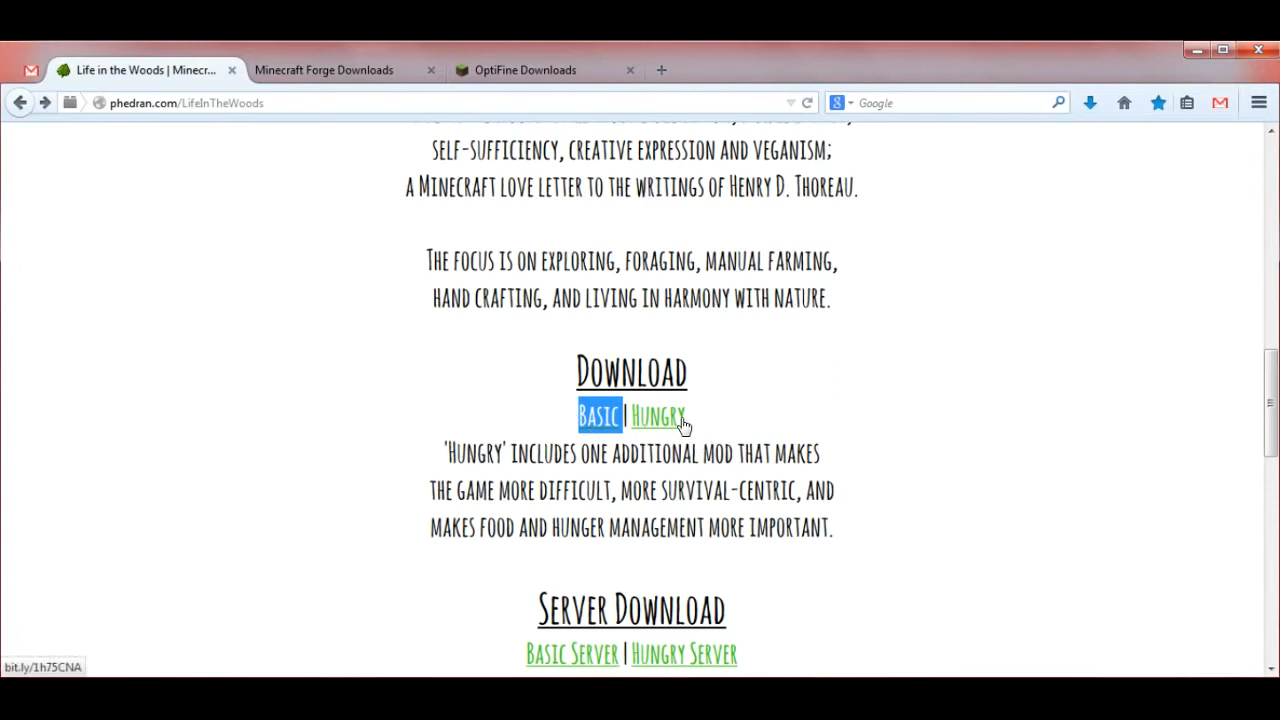 Life in the Woods | Minecr...
Minecraft Forge Downloads
OptiFine Downloads
phedran.com/LifeInTheWoods
Google
SELF-SUFFICIENCY, CREATIVE EXPRESSION AND VEGANISM;
A MINECRAFT LOVE LETTER TO THE WRITINGS OF HENRY D. THOREAU.
THE FOCUS IS ON EXPLORING, FORAGING, MANUAL FARMING,
HAND CRAFTING, AND LIVING IN HARMONY WITH NATURE.
DOWNLOAD
BASIC | HUNGRY
'HUNGRY' INCLUDES ONE ADDITIONAL MOD THAT MAKES
THE GAME MORE DIFFICULT, MORE SURVIVAL-CENTRIC, AND
MAKES FOOD AND HUNGER MANAGEMENT MORE IMPORTANT.
SERVER DOWNLOAD
BASIC SERVER | HUNGRY SERVER
bit.ly/1h75CNA